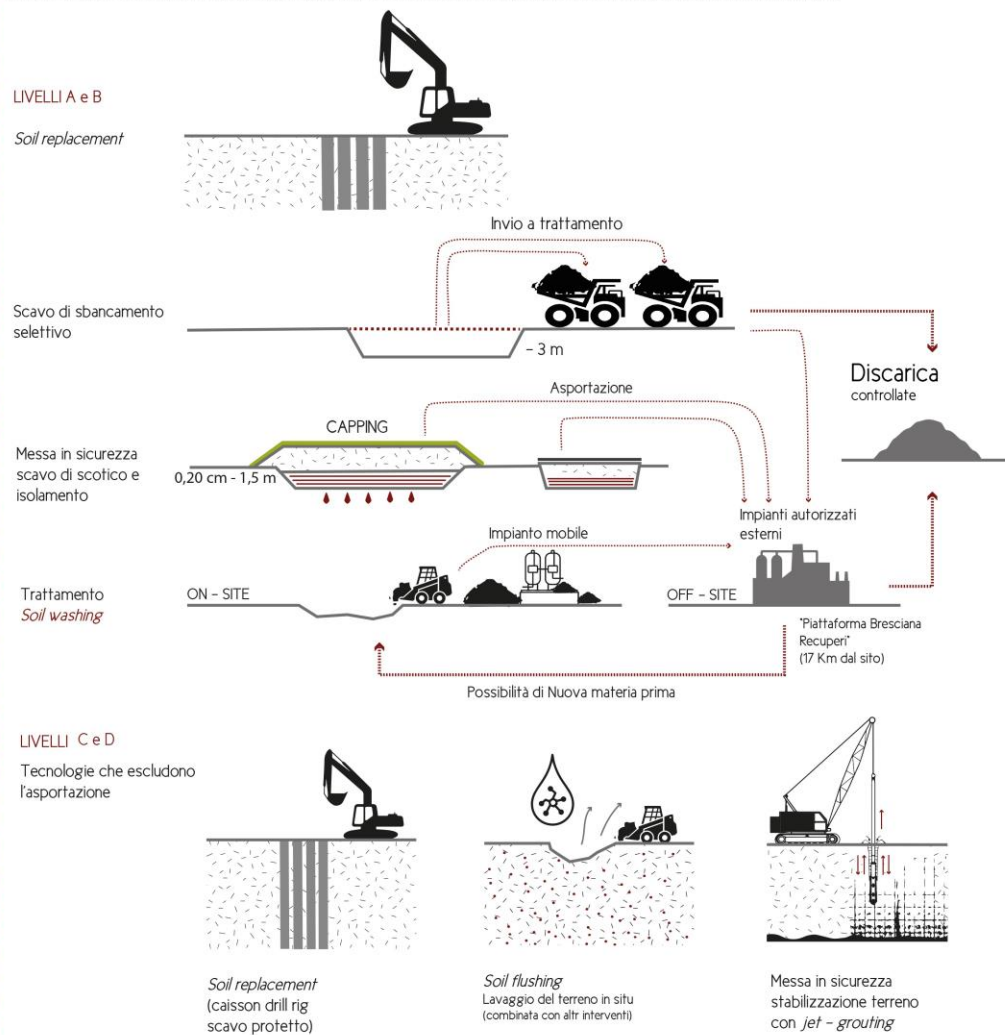 LIVELLI A e B
Soil replacement
Invio a trattamento
Scavo di sbancamento
selettivo
- 3 m
Discarica
controllate
Asportazione
CAPPING
Messa in sicurezza
scavo di scotico e
isolamento
0,20 cm - 1,5 m
Impianti autorizzati
esterni
Impianto mobile
Trattamento
Soil washing
ON - SITE
OFF - SITE
"Piattaforma Bresciana
Recuperi"
(17 Km dal sito)
Possibilità di Nuova materia prima
LIVELLI C e D
Tecnologie che escludono
l'asportazione
Soil replacement
(caisson drill rig
scavo protetto)
Soil flushing
Lavaggio del terreno in situ
(combinata con altr interventi)
Messa in sicurezza
stabilizzazione terreno
con jet - grouting